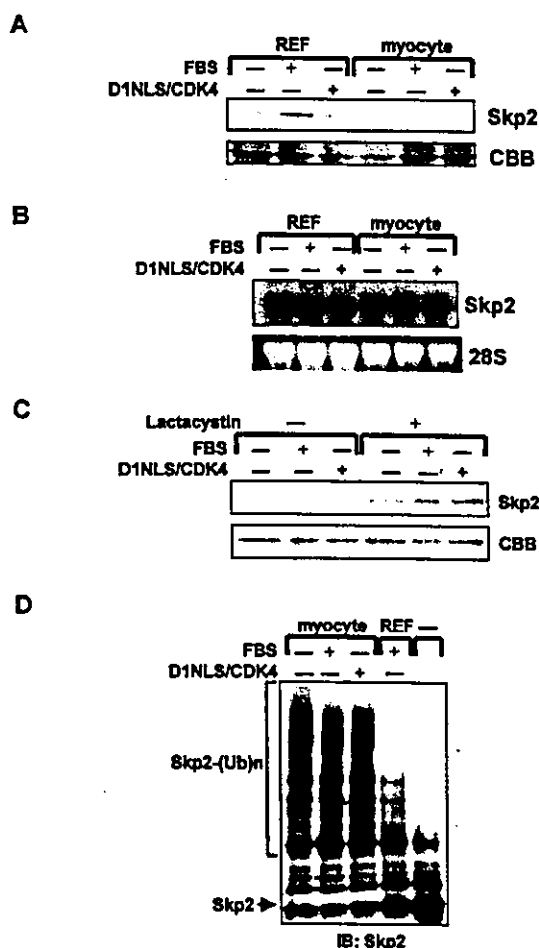 A
REF myocyte
FBS — + — — + —
D1NLS/CDK4 — — + — — +
Skp2
CBB
B
REF myocyte
FBS — + — — + —
D1NLS/CDK4 — — + — — +
Skp2
28S
C
Lactacystin — +
FBS — + — — + —
D1NLS/CDK4 — — + — — +
Skp2
CBB
D
myocyte REF —
FBS — + — +
D1NLS/CDK4 — — + —
Skp2-(Ub)n
Skp2
IB: Skp2